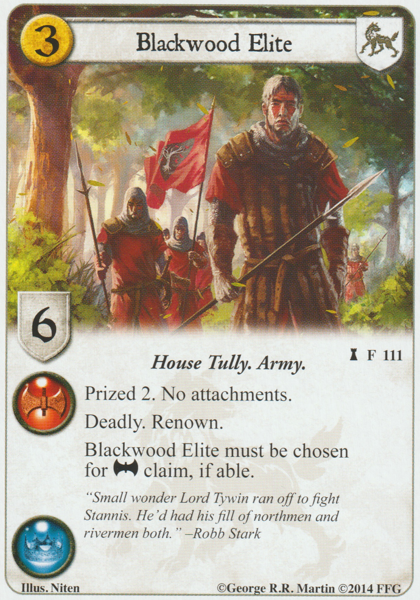 3
Blackwood Elite
6
House Tully. Army.
F 111
Prized 2. No attachments.
Deadly. Renown.
Blackwood Elite must be chosen
for claim, if able.
“Small wonder Lord Tywin ran off to fight
Stannis. He’d had his fill of northmen and
rivermen both.” –Robb Stark
Illus. Niten
©George R.R. Martin ©2014 FFG